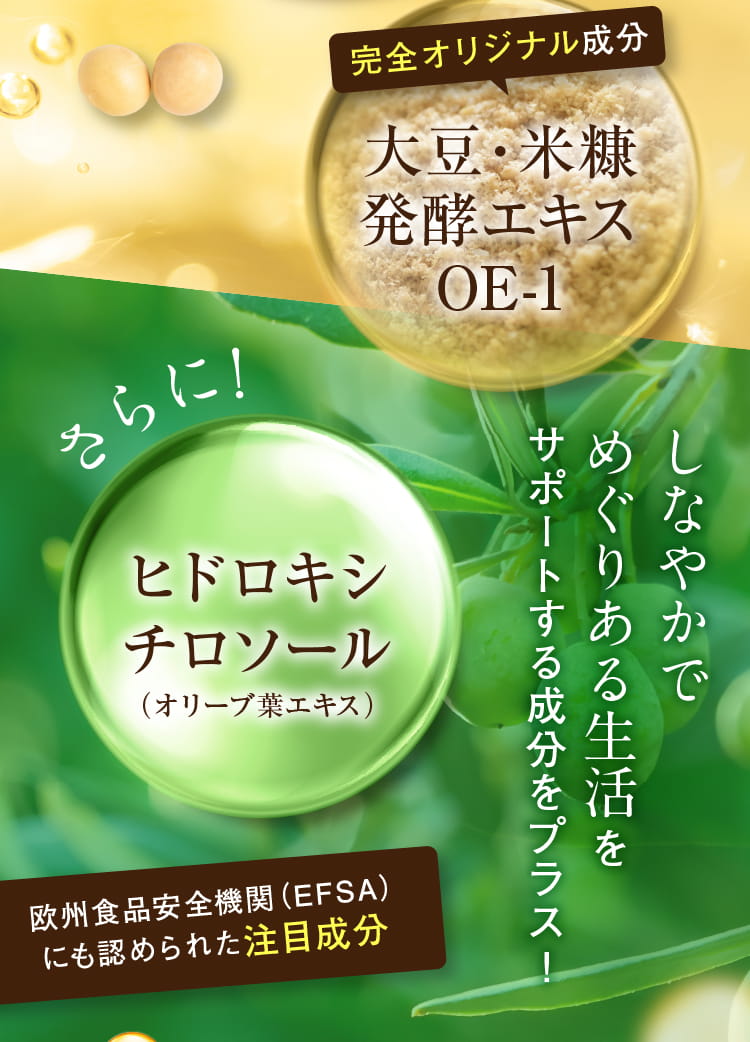 完全オリジナル成分
大豆・米糠
発酵エキス
OE-1
さらに！
ヒドロキシ
チロソール
（オリーブ葉エキス）
しなやかで
めぐりある生活を
サポートする成分をプラス！
欧州食品安全機関（EFSA）
にも認められた注目成分